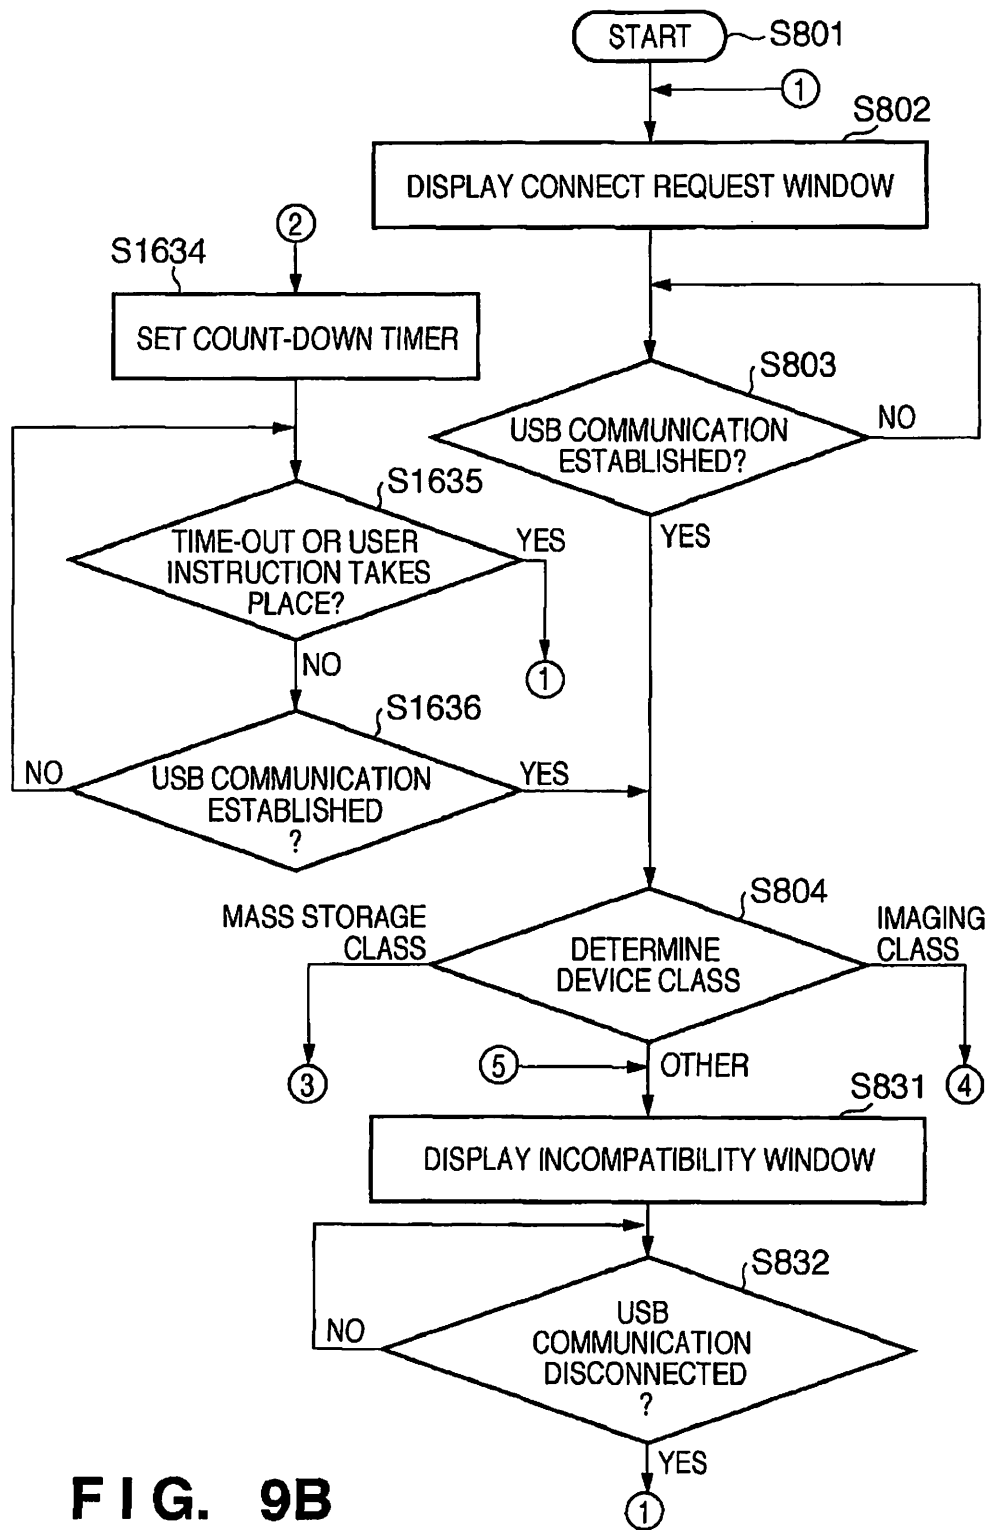 START
S801
1
S802
DISPLAY CONNECT REQUEST WINDOW
2
S1634
SET COUNT-DOWN TIMER
S803
USB COMMUNICATION
ESTABLISHED?
NO
YES
S1635
TIME-OUT OR USER
INSTRUCTION TAKES
PLACE?
YES
1
NO
S1636
USB COMMUNICATION
ESTABLISHED
?
NO
YES
S804
DETERMINE
DEVICE CLASS
MASS STORAGE
CLASS
IMAGING
CLASS
3
5
OTHER
4
S831
DISPLAY INCOMPATIBILITY WINDOW
S832
USB
COMMUNICATION
DISCONNECTED
?
NO
YES
1
FIG. 9B